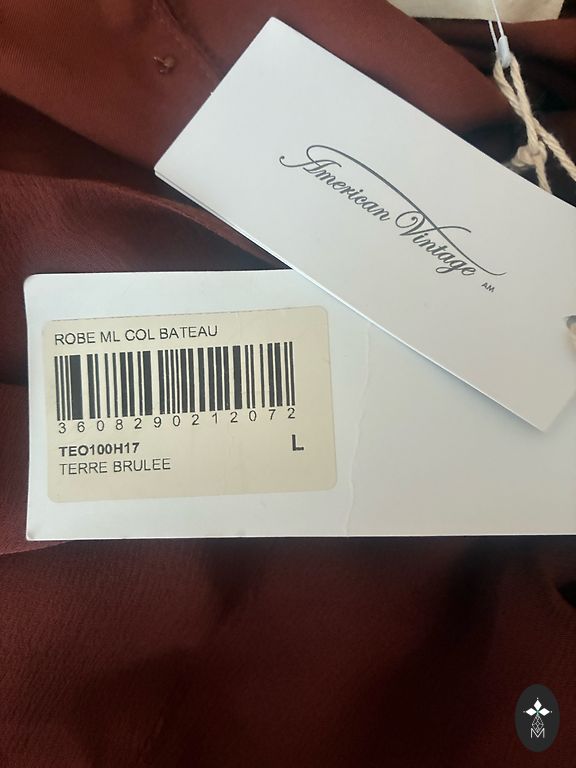 American Vintage
AM
ROBE ML COL BATEAU
3608290212072
TEO100H17
L
TERRE BRULEE
M